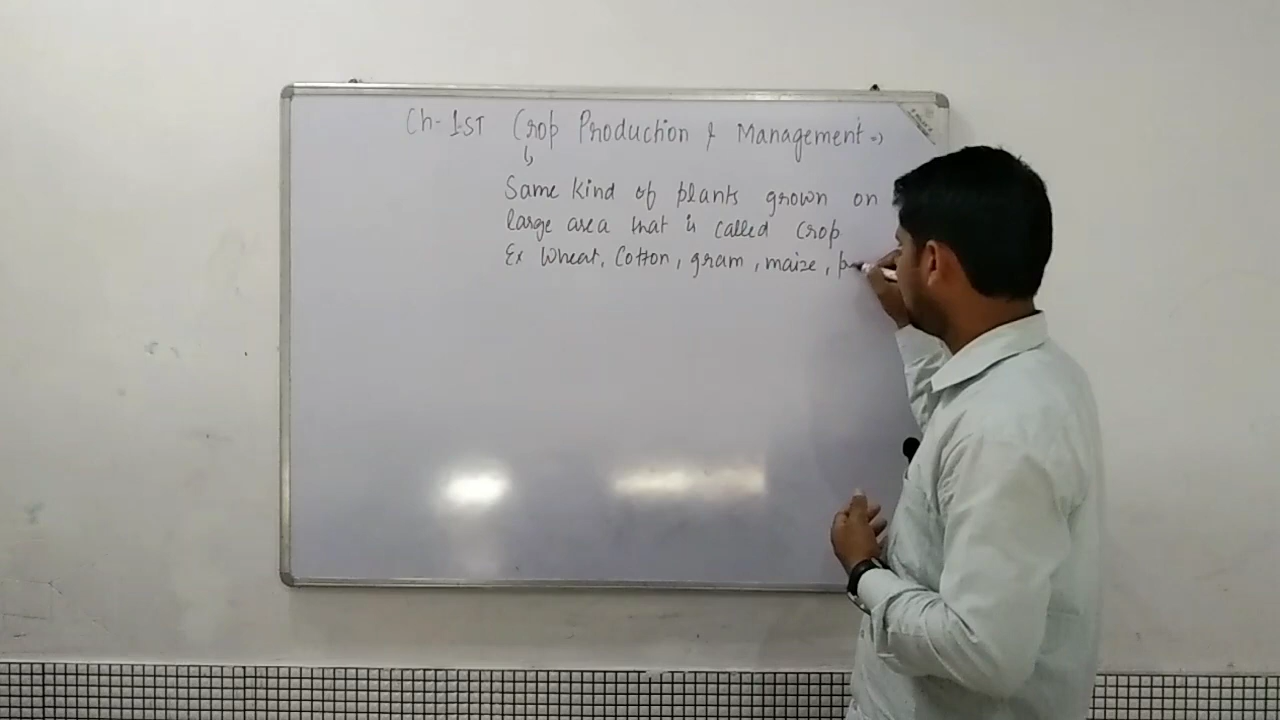 Ch- 1ST Crop Production & Management =>
Same kind of plants grown on
large area that is called crop
Ex Wheat, Cotton, gram, maize,